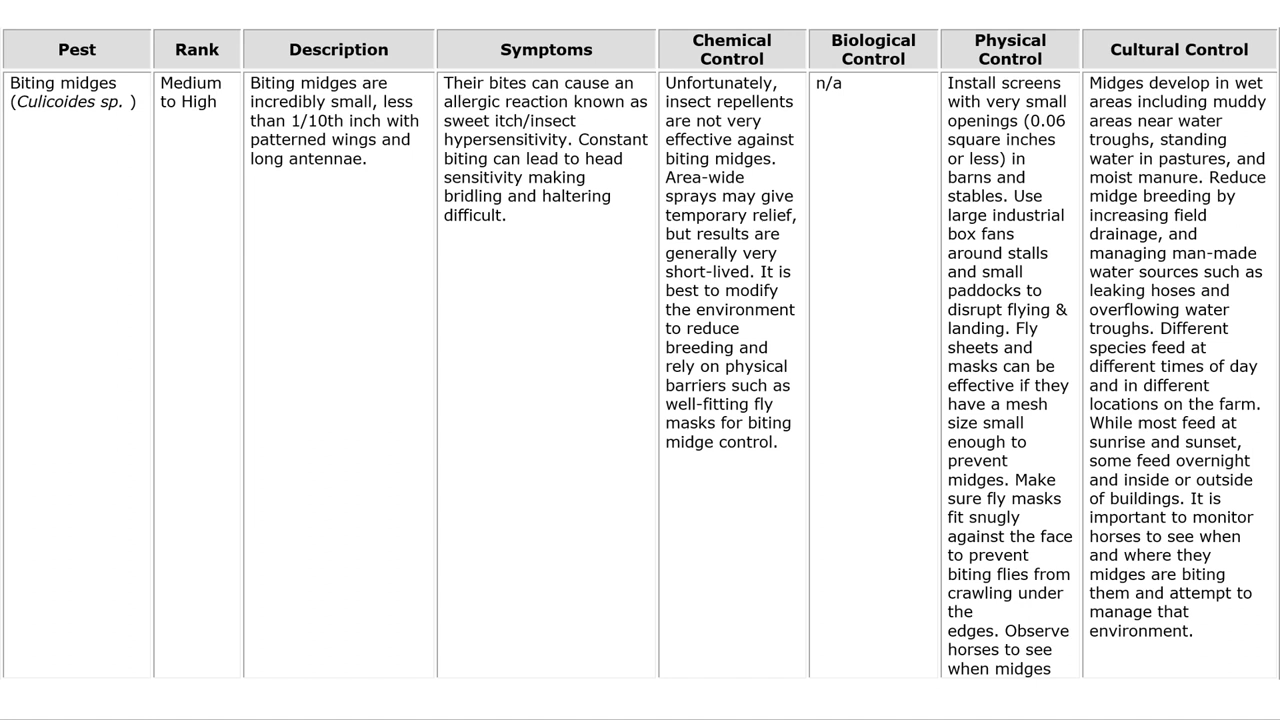 Pest
Rank
Description
Symptoms
Chemical
Control
Biological
Control
Physical
Control
Cultural Control
Biting midges
(Culicoides sp. )
Medium
to High
Biting midges are
incredibly small, less
than 1/10th inch with
patterned wings and
long antennae.
Their bites can cause an
allergic reaction known as
sweet itch/insect
hypersensitivity. Constant
biting can lead to head
sensitivity making
bridling and haltering
difficult.
Unfortunately,
insect repellents
are not very
effective against
biting midges.
Area-wide
sprays may give
temporary relief,
but results are
generally very
short-lived. It is
best to modify
the environment
to reduce
breeding and
rely on physical
barriers such as
well-fitting fly
masks for biting
midge control.
n/a
Install screens
with very small
openings (0.06
square inches
or less) in
barns and
stables. Use
large industrial
box fans
around stalls
and small
paddocks to
disrupt flying &
landing. Fly
sheets and
masks can be
effective if they
have a mesh
size small
enough to
prevent
midges. Make
sure fly masks
fit snugly
against the face
to prevent
biting flies from
crawling under
the
edges. Observe
horses to see
when midges
Midges develop in wet
areas including muddy
areas near water
troughs, standing
water in pastures, and
moist manure. Reduce
midge breeding by
increasing field
drainage, and
managing man-made
water sources such as
leaking hoses and
overflowing water
troughs. Different
species feed at
different times of day
and in different
locations on the farm.
While most feed at
sunrise and sunset,
some feed overnight
and inside or outside
of buildings. It is
important to monitor
horses to see when
and where they
midges are biting
them and attempt to
manage that
environment.